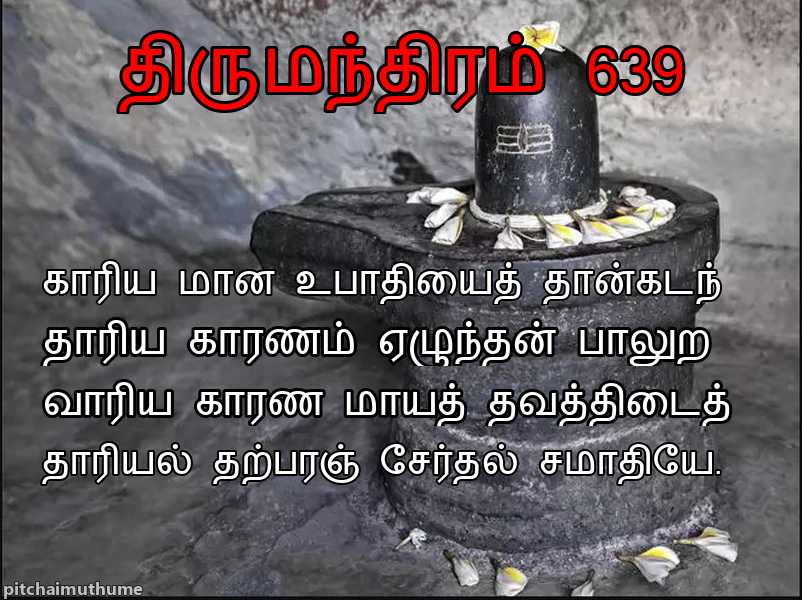 திருமந்திரம் 639
காரிய மான உபாதியைத் தான்கடந்
தாரிய காரணம் ஏழுந்தன் பாலுற
வாரிய காரண மாயத் தவத்திடைத்
தாரியல் தற்பரஞ் சேர்தல் சமாதியே.
pitchaimuthume